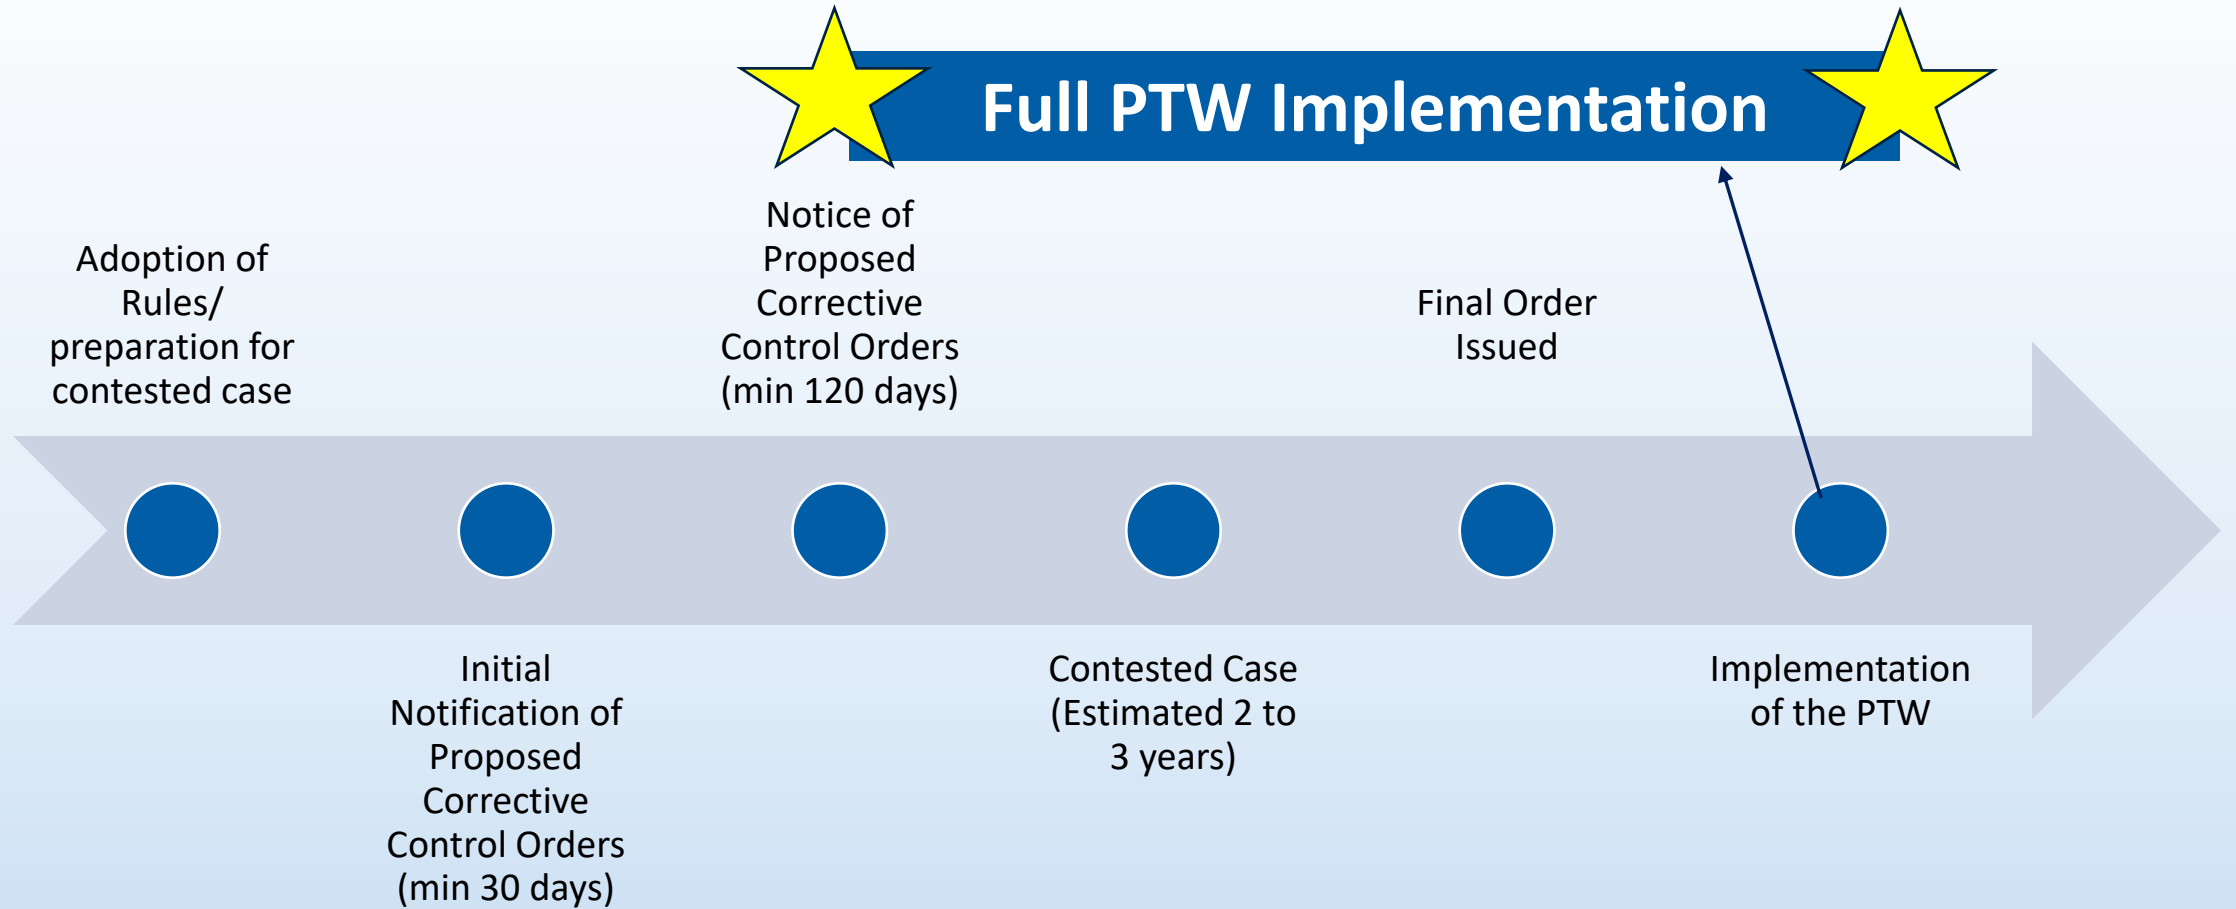 Full PTW Implementation
Adoption of
Rules/
preparation for
contested case
Initial
Notification of
Proposed
Corrective
Control Orders
(min 30 days)
Notice of
Proposed
Corrective
Control Orders
(min 120 days)
Contested Case
(Estimated 2 to
3 years)
Final Order
Issued
Implementation
of the PTW